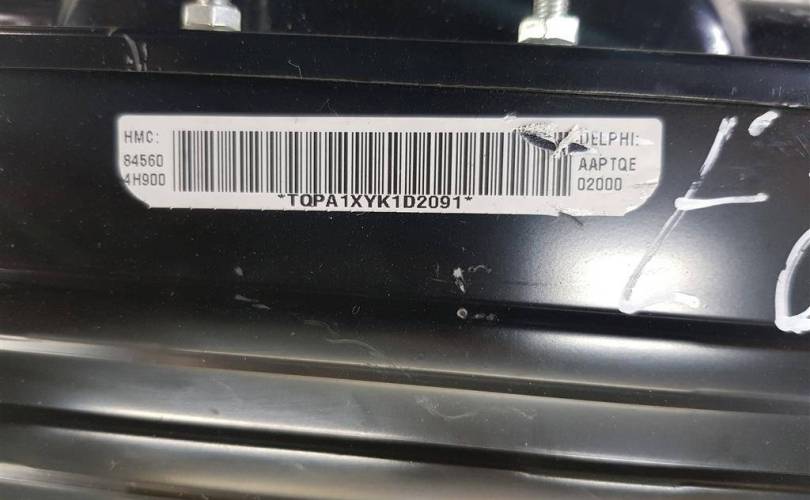 HMC:
84560
4H900
*TQPA1XYK1D2091*
DELPHI:
AAPTQE
02000